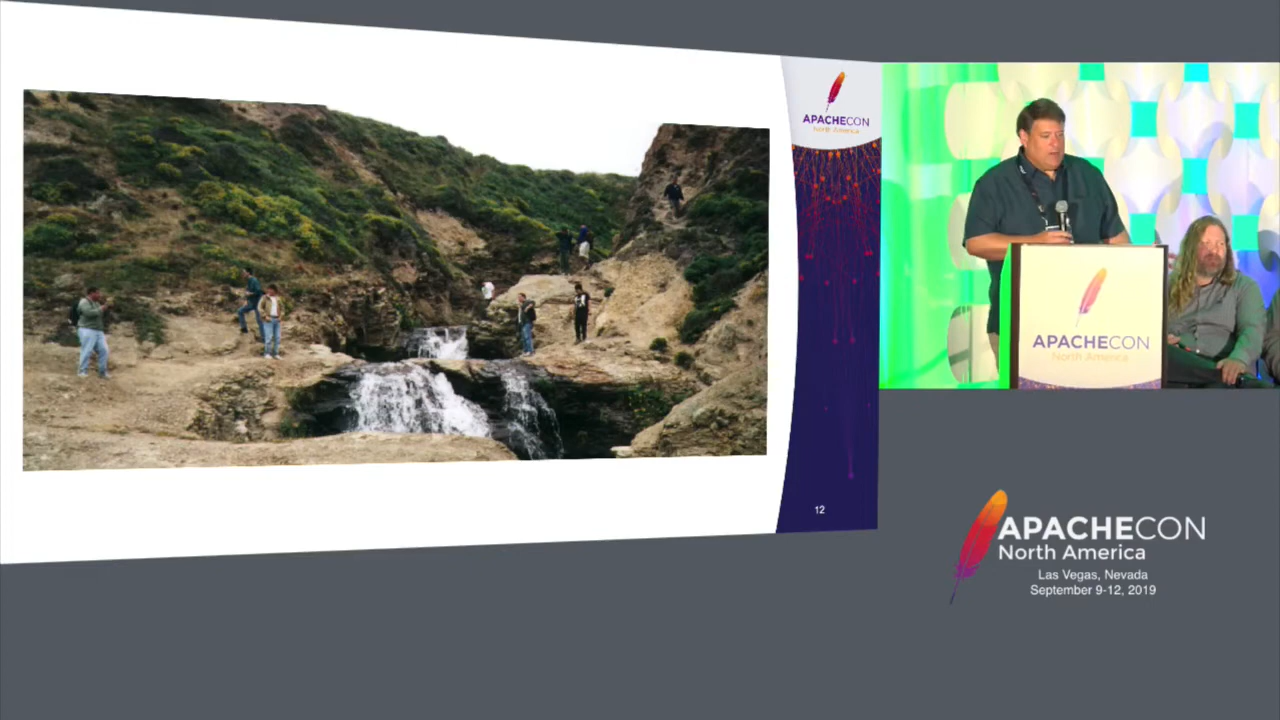 APACHECON
North America
12
APACHECON
North America
APACHECON
North America
Las Vegas, Nevada
September 9-12, 2019